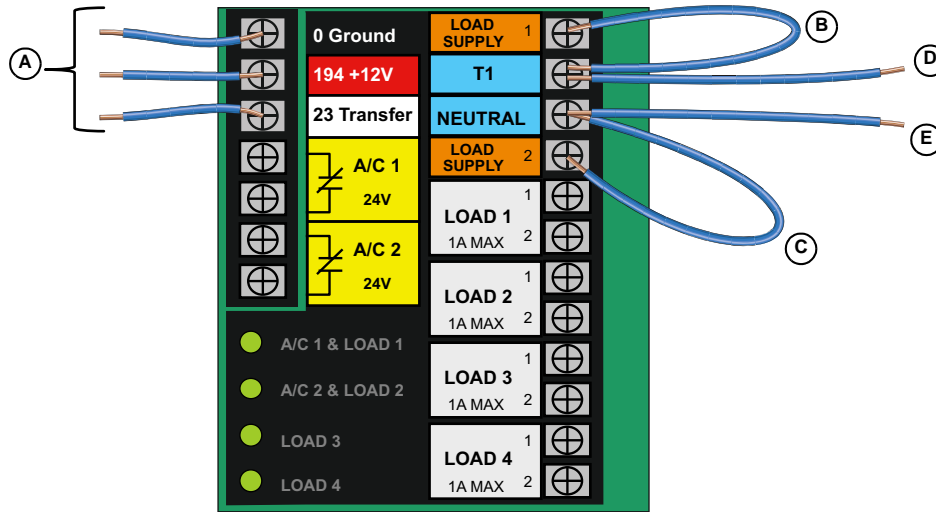 A
0 Ground
194 +12V
23 Transfer
A/C 1
24V
A/C 2
24V
A/C 1 & LOAD 1
A/C 2 & LOAD 2
LOAD 3
LOAD 4
LOAD SUPPLY 1
T1
NEUTRAL
LOAD SUPPLY 2
1
LOAD 1
1A MAX 2
1
LOAD 2
1A MAX 2
1
LOAD 3
1A MAX 2
1
LOAD 4
1A MAX 2
B
D
E
C